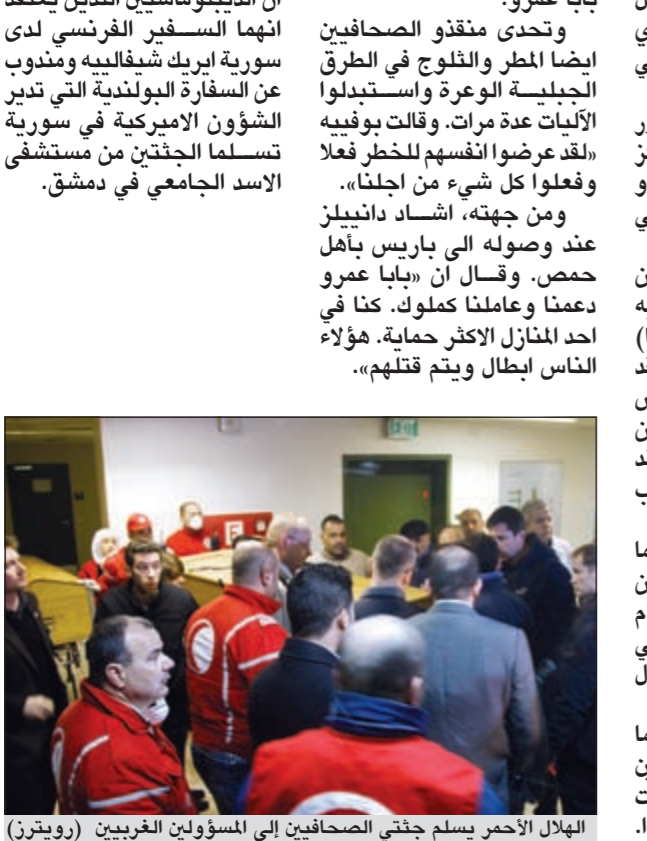 بابا عمرو.
وتحدى منقذو الصحافيين
ايضا المطر والثلوج في الطرق
الجبلية الوعرة واستبدلوا
الآليات عدة مرات. وقالت بوفييه
«لقد عرضوا انفسهم للخطر فعلا
وفعلوا كل شيء من اجلنا».
ومن جهته، اشاد دانييلز
عند وصوله الى باريس بأهل
حمص. وقال ان «بابا عمرو
دعمنا وعاملنا كملوك. كنا في
احد المنازل الاكثر حماية. هؤلاء
الناس ابطال ويتم قتلهم».
ان الديبلوماسيين اللذين يعتقد
انهما السفير الفرنسي لدى
سورية ايريك شيفالييه ومندوب
عن السفارة البولندية التي تدير
الشؤون الاميركية في سورية
تسلما الجثتين من مستشفى
الاسد الجامعي في دمشق.
الهلال الأحمر يسلم جثتي الصحافيين إلى المسؤولين الغربيين (رويترز)